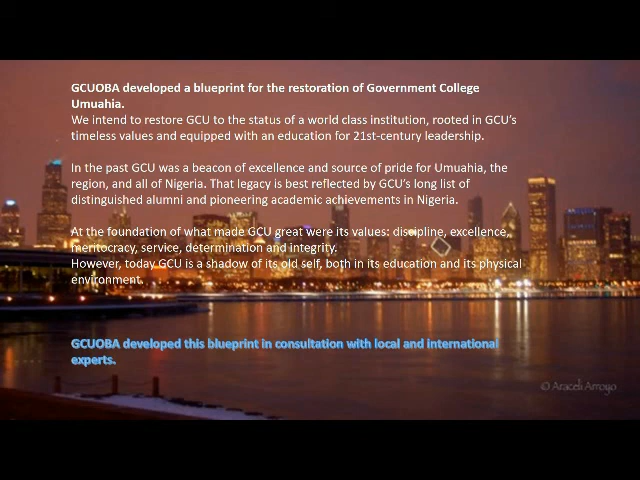 GCUOBA developed a blueprint for the restoration of Government College
Umuahia.
We intend to restore GCU to the status of a world class institution, rooted in GCU's
timeless values and equipped with an education for 21st-century leadership.
In the past GCU was a beacon of excellence and source of pride for Umuahia, the
region, and all of Nigeria. That legacy is best reflected by GCU's long list of
distinguished alumni and pioneering academic achievements in Nigeria.
At the foundation of what made GCU great were its values: discipline, excellence,
meritocracy, service, determination and integrity.
However, today GCU is a shadow of its old self, both in its education and its physical
environment.
GCUOBA developed this blueprint in consultation with local and international
experts.
© Araceli Arroyo